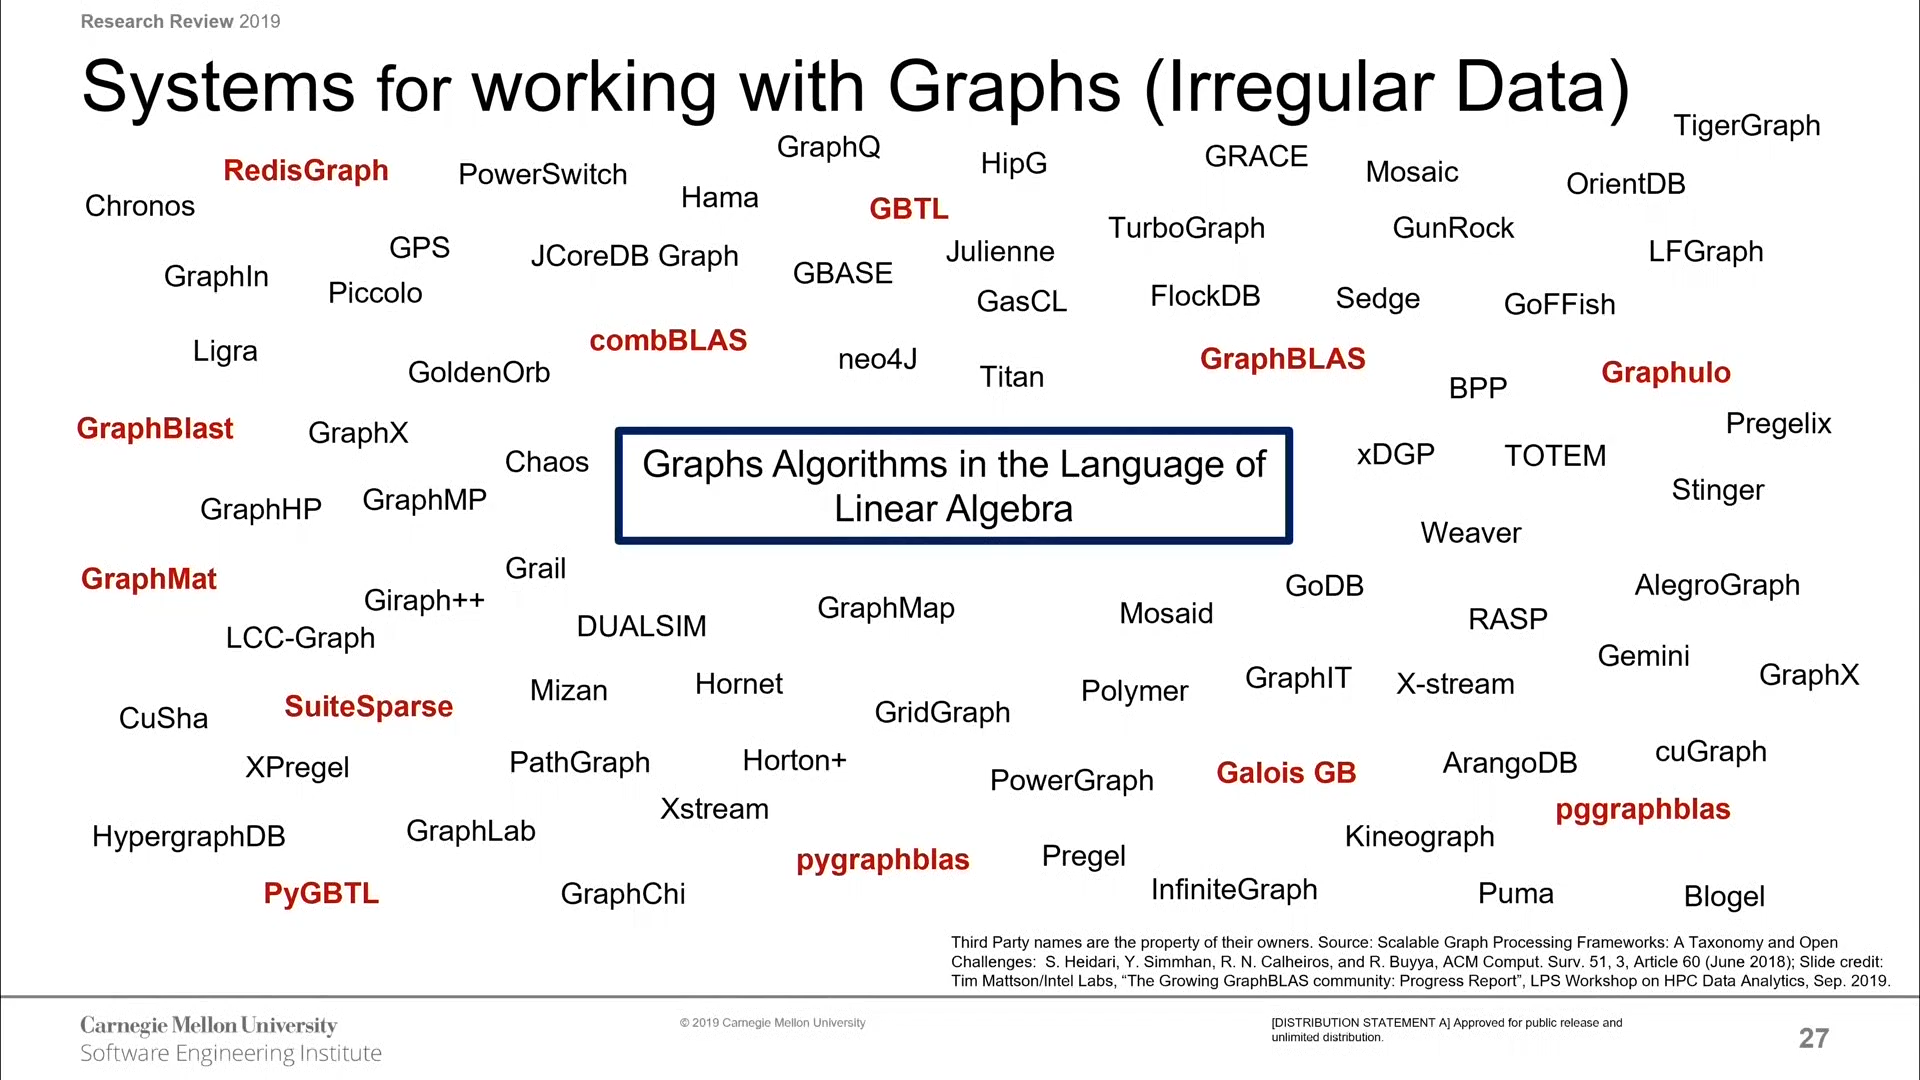 Research Review 2019
Systems for working with Graphs (Irregular Data)
TigerGraph
GraphQ
RedisGraph
PowerSwitch
HipG
GRACE
Mosaic
OrientDB
Chronos
Hama
GBTL
TurboGraph
GunRock
GPS
JCoreDB Graph
Julienne
LFGraph
GraphIn
Piccolo
GBASE
GasCL
FlockDB
Sedge
GoFFish
Ligra
combBLAS
neo4J
GraphBLAS
Graphulo
GoldenOrb
Titan
BPP
GraphBlast
GraphX
Pregelix
Chaos
Graphs Algorithms in the Language of
Linear Algebra
xDGP
TOTEM
GraphHP
GraphMP
Stinger
Weaver
GraphMat
Grail
GoDB
AlegroGraph
Giraph++
GraphMap
Mosaid
RASP
LCC-Graph
DUALSIM
Gemini
Mizan
Hornet
Polymer
GraphIT
X-stream
GraphX
CuSha
SuiteSparse
GridGraph
XPregel
PathGraph
Horton+
PowerGraph
Galois GB
ArangoDB
cuGraph
Xstream
pggraphblas
HypergraphDB
GraphLab
Kineograph
pygraphblas
Pregel
PyGBTL
GraphChi
InfiniteGraph
Puma
Blogel
Third Party names are the property of their owners. Source: Scalable Graph Processing Frameworks: A Taxonomy and Open
Challenges: S. Heidari, Y. Simmhan, R. N. Calheiros, and R. Buyya, ACM Comput. Surv. 51, 3, Article 60 (June 2018); Slide credit:
Tim Mattson/Intel Labs, “The Growing GraphBLAS community: Progress Report”, LPS Workshop on HPC Data Analytics, Sep. 2019.
Carnegie Mellon University
Software Engineering Institute
© 2019 Carnegie Mellon University
[DISTRIBUTION STATEMENT A] Approved for public release and
unlimited distribution.
27